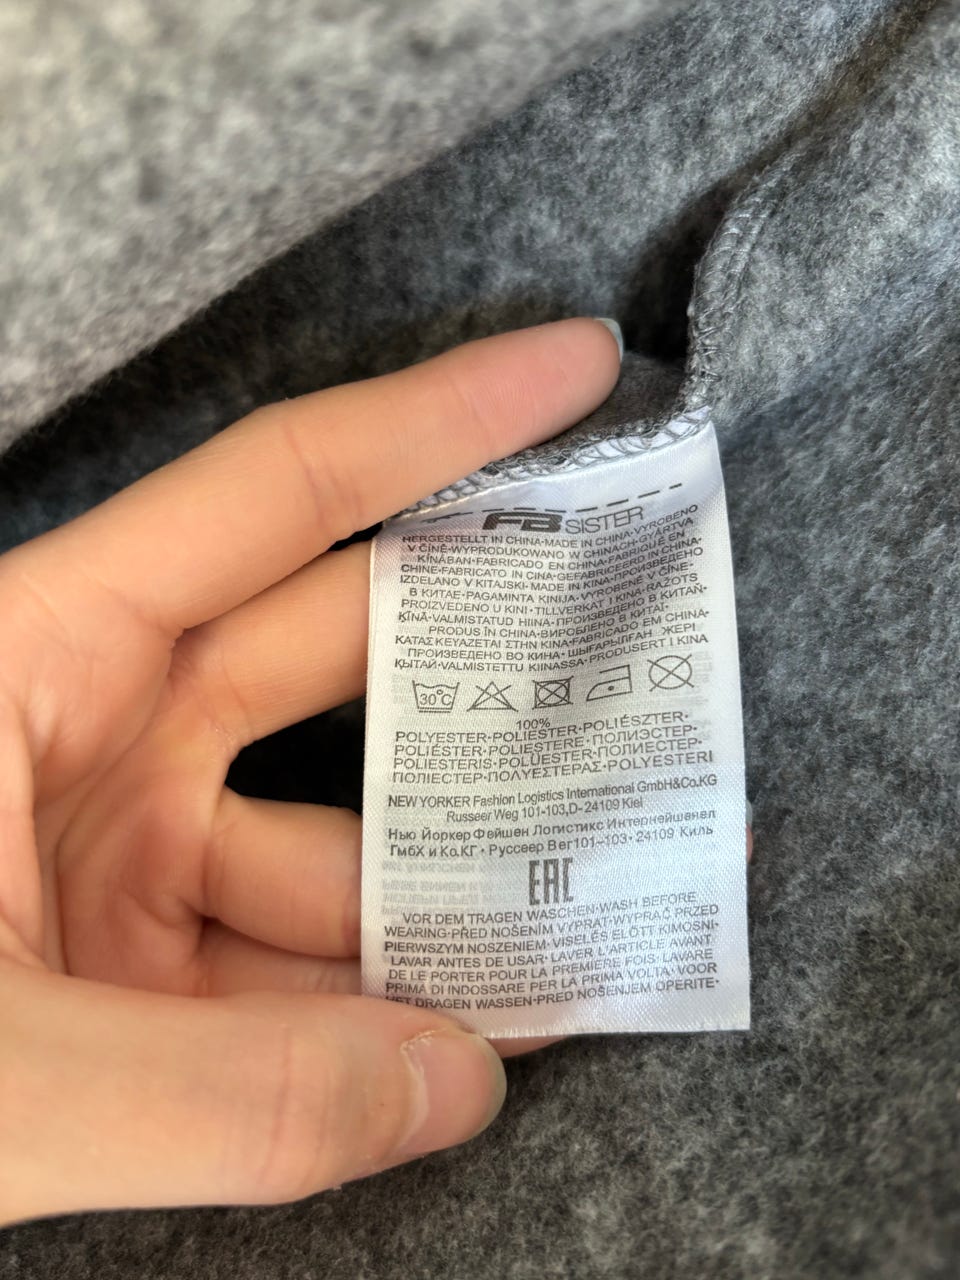 FB SISTER
HERGESTELLT IN CHINA·MADE IN CHINA·VYROBENO
V ČÍNĚ·WYPRODUKOWANO W CHINACH·GYÁRTVA
KÍNÁBAN·FABRICADO EN CHINA·FABRIQUÉ EN
CHINE·FABRICATO IN CINA·GEFABRICEERD IN CHINA·
IZDELANO V KITAJSKI· MADE IN KINA·ПРОИЗВЕДЕНО
В КИТАЕ·PAGAMINTA KINIJA·VYROBENÉ V ČÍNE·
PROIZVEDENO U KINI·TILLVERKAT I KINA·RAŽOTS
ĶĪNĀ·VALMISTATUD HIINA·ПРОИЗВЕДЕНО В КИТАЙ·
PRODUS ÎN CHINA·ВИРОБЛЕНО В КИТАЇ·
ΚΑΤΑΣΚΕΥΑΖΕΤΑΙ ΣΤΗΝ ΚΙΝΑ·FABRICADO EM CHINA·
ПРОИЗВЕДЕНО ВО КИНА·ШЫҒАРЫЛҒАН ЖЕРІ
ҚЫТАЙ·VALMISTETTU KIINASSA·PRODUSERT I KINA
30°C
100%
POLYESTER·POLIESTER·POLIÉSZTER·
POLIÉSTER·POLIESTERE·ПОЛИЭСТЕР·
POLIESTERIS·POLÜESTER·ПОЛИЕСТЕР·
ПОЛІЕСТЕР·ΠΟΛΥΕΣΤΕΡΑΣ·POLYESTERI
NEW YORKER Fashion Logistics International GmbH&Co.KG
Russeer Weg 101-103,D- 24109 Kiel
Нью Йоркер Фейшен Логистикс Интернейшенел
ГмбХ и Ко.КГ · Руссеер Вег101-103· 24109 Киль
EAC
VOR DEM TRAGEN WASCHEN·WASH BEFORE
WEARING·PŘED NOŠENÍM VYPRAT·WYPRAĆ PRZED
PIERWSZYM NOSZENIEM· VISELÉS ELŐTT KIMOSNI·
LAVAR ANTES DE USAR· LAVER L'ARTICLE AVANT
DE LE PORTER POUR LA PREMIÈRE FOIS· LAVARE
PRIMA DI INDOSSARE PER LA PRIMA VOLTA·VOOR
HET DRAGEN WASSEN·PRED NOŠENJEM OPERITE·